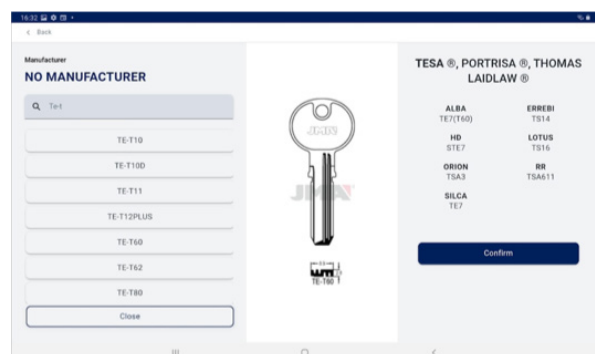 16:32
Back
Manufacturer
NO MANUFACTURER
Te-t
TE-T10
TE-T10D
TE-T11
TE-T12PLUS
TE-T60
TE-T62
TE-T80
Close
JMA
JMA
TE-T60
TESA ®, PORTRISA ®, THOMAS
LAIDLAW ®
ALBA ERREBI
TE7(T60) TS14
HD LOTUS
STE7 TS16
ORION RR
TSA3 TSA611
SILCA
TE7
Confirm